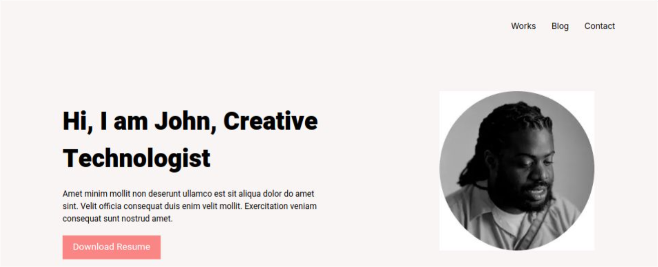 Works Blog Contact
Hi, I am John, Creative
Technologist
Amet minim mollit non deserunt ullamco est sit aliqua dolor do amet
sint. Velit officia consequat duis enim velit mollit. Exercitation veniam
consequat sunt nostrud amet.
Download Resume